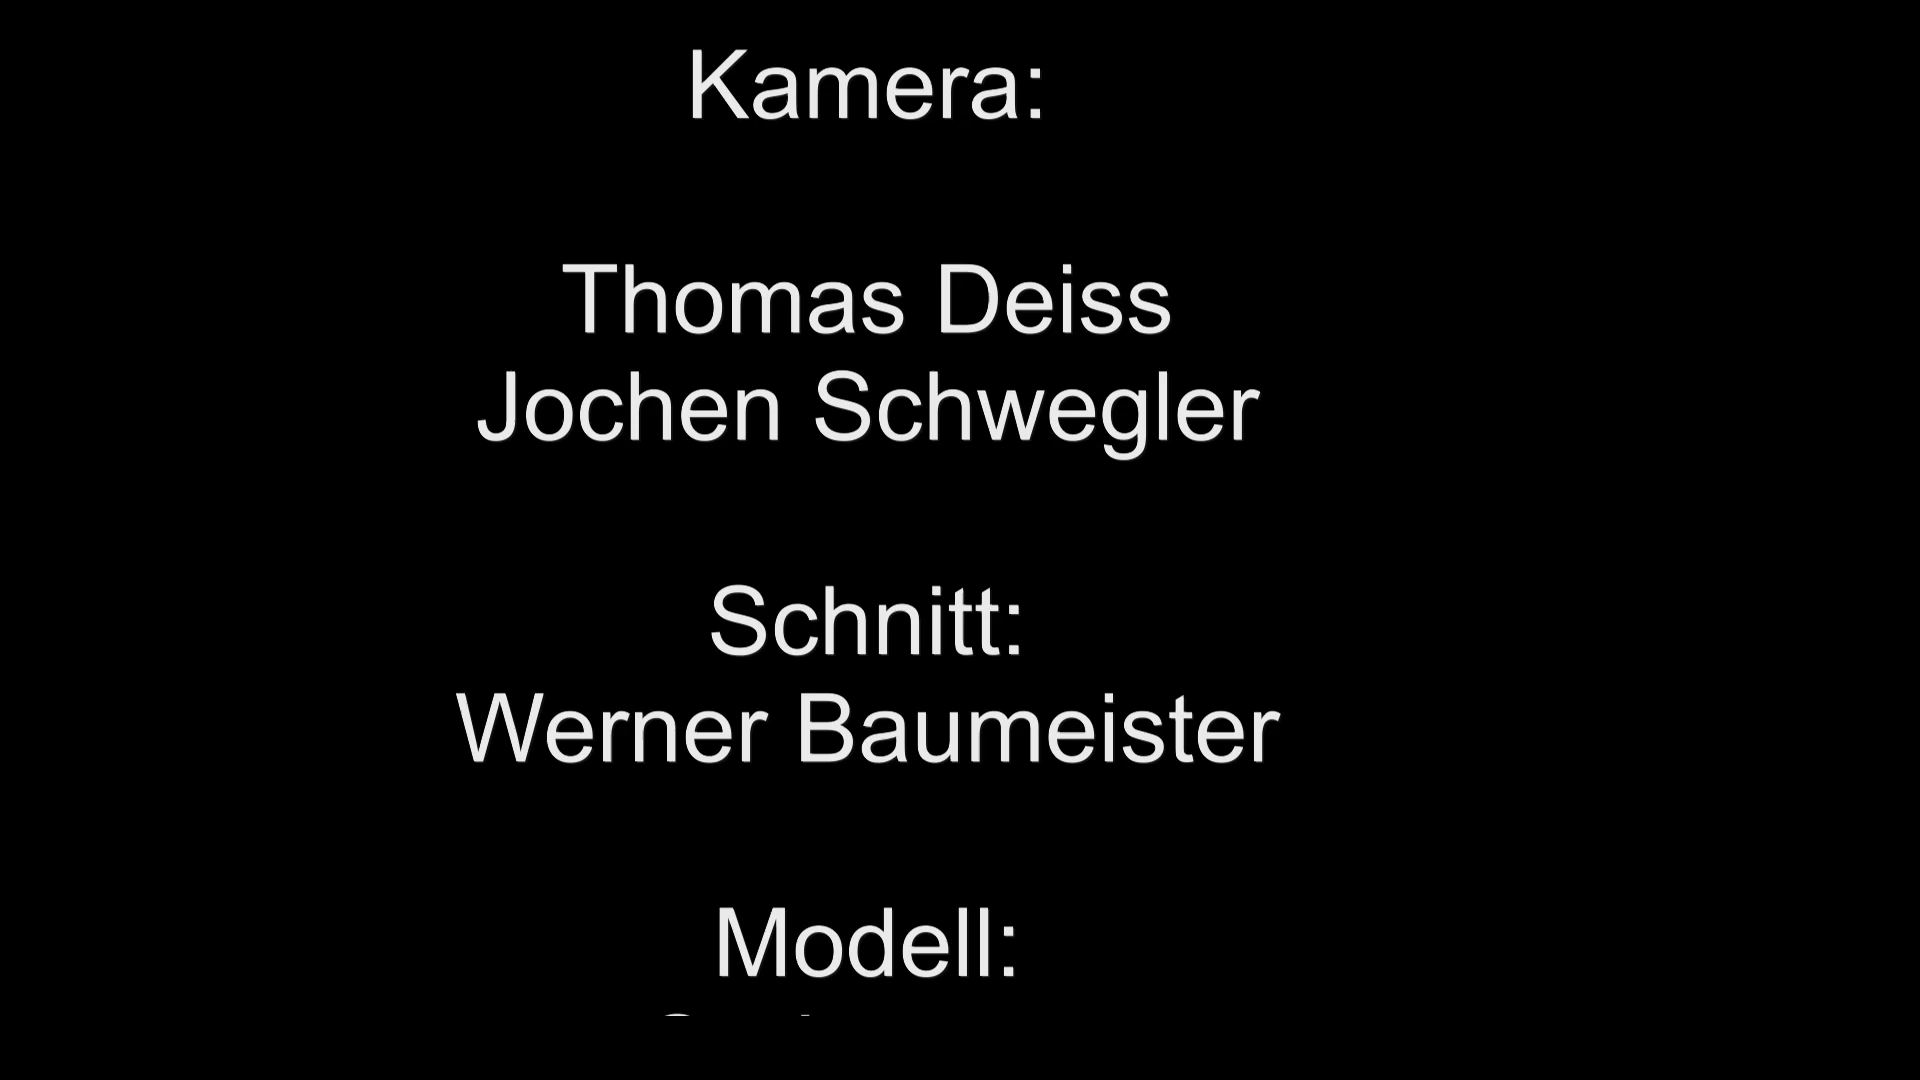 Kamera:
Thomas Deiss
Jochen Schwegler
Schnitt:
Werner Baumeister
Modell: